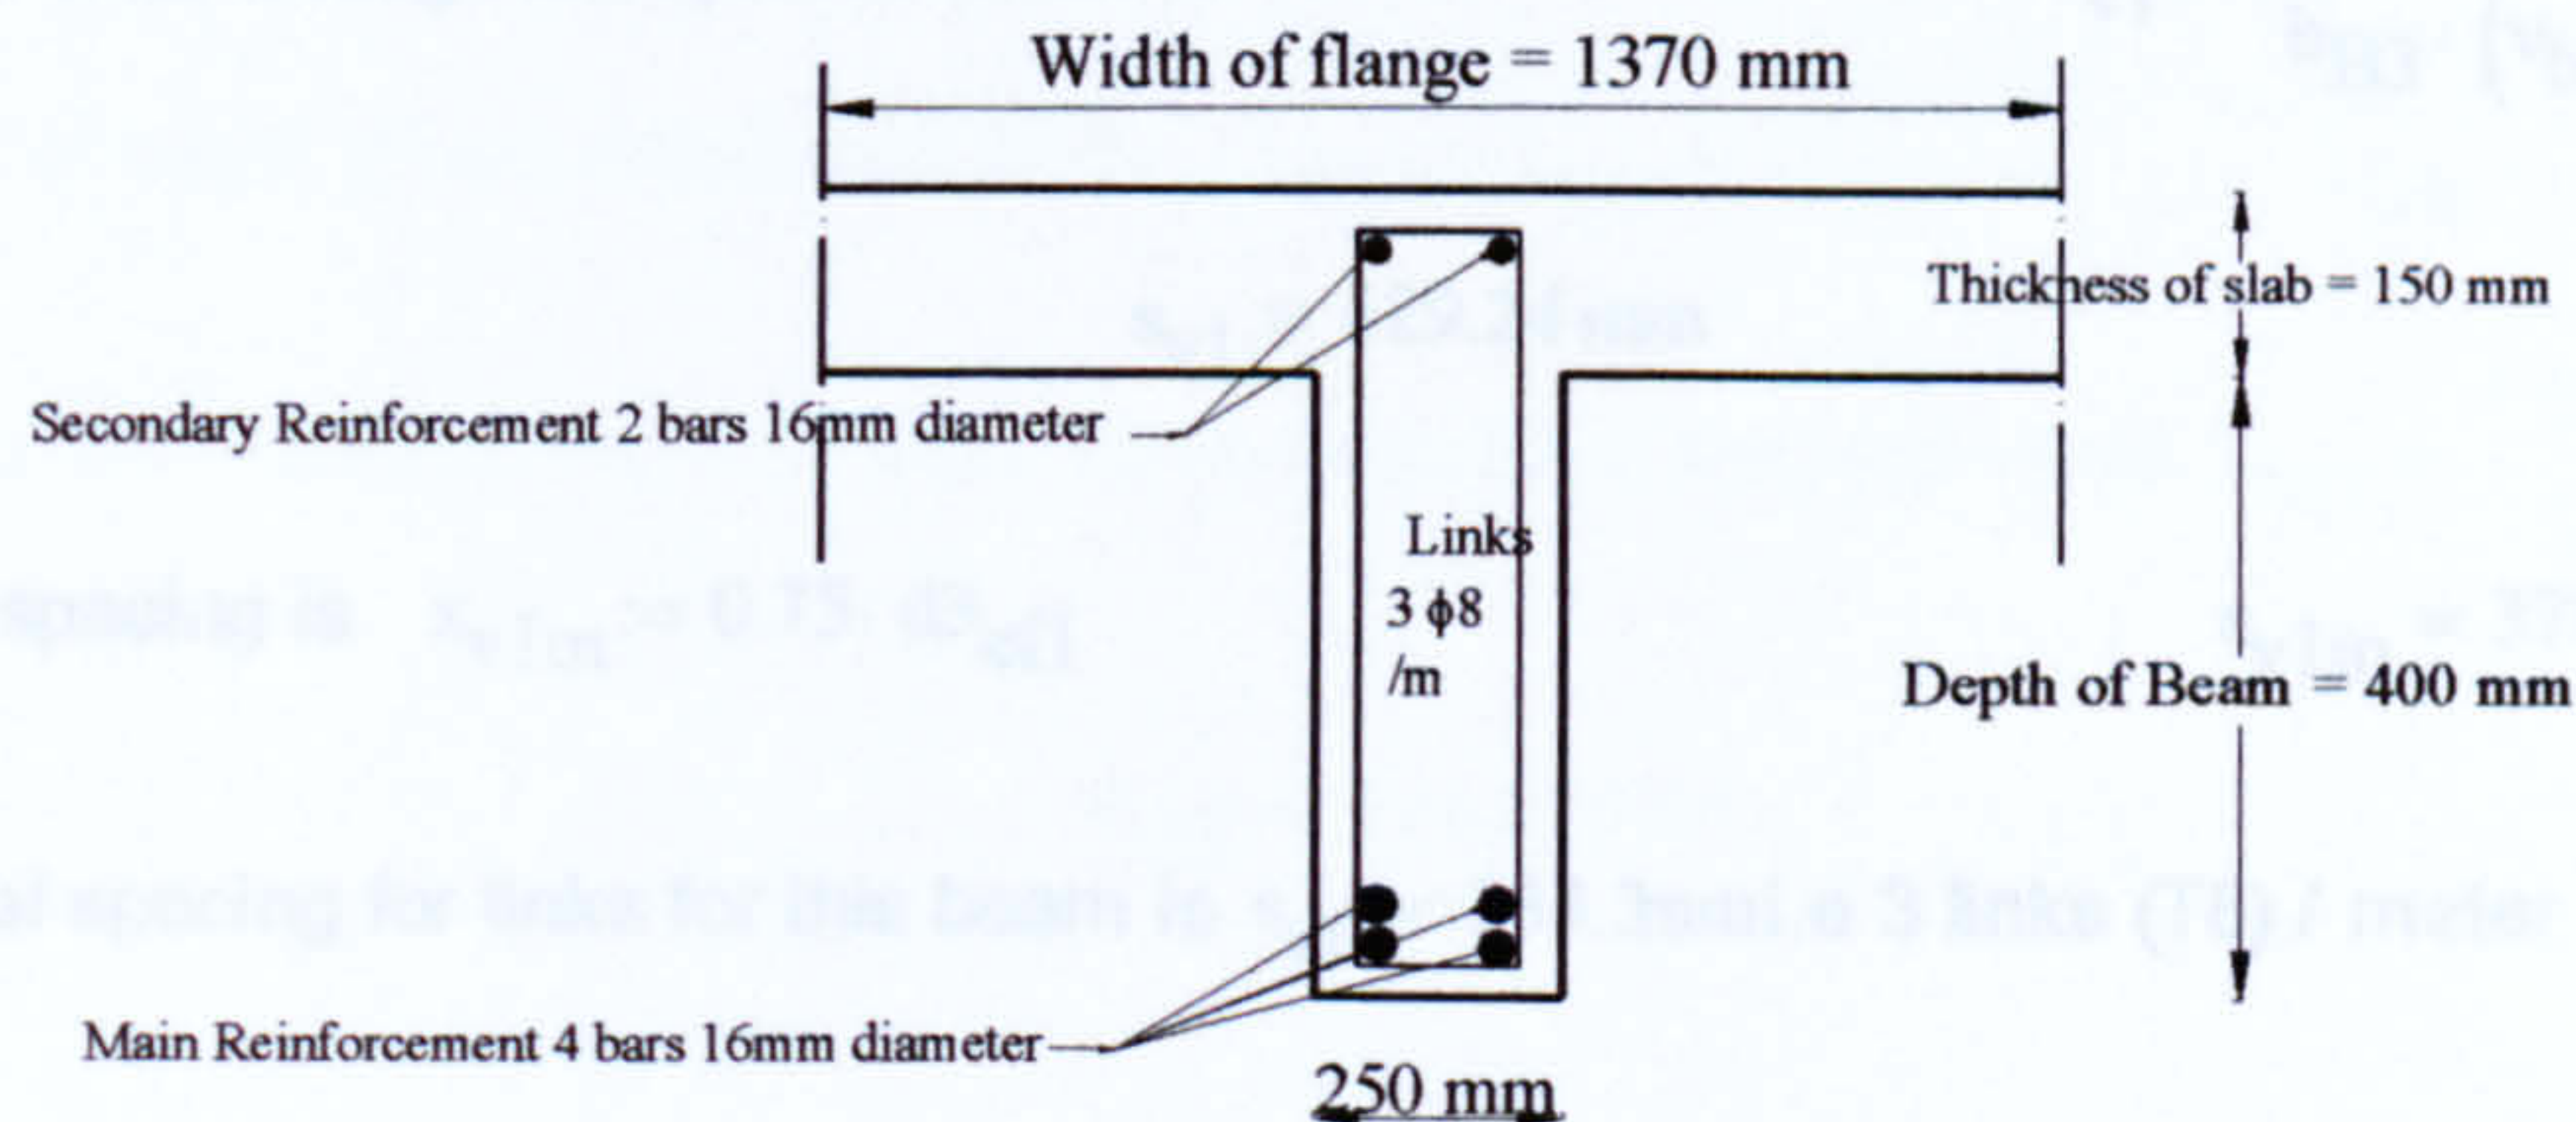 Width of flange = 1370 mm
Thickness of slab = 150 mm
Secondary Reinforcement 2 bars 16mm diameter
Links
3 ϕ8
/m
Depth of Beam = 400 mm
Main Reinforcement 4 bars 16mm diameter
250 mm